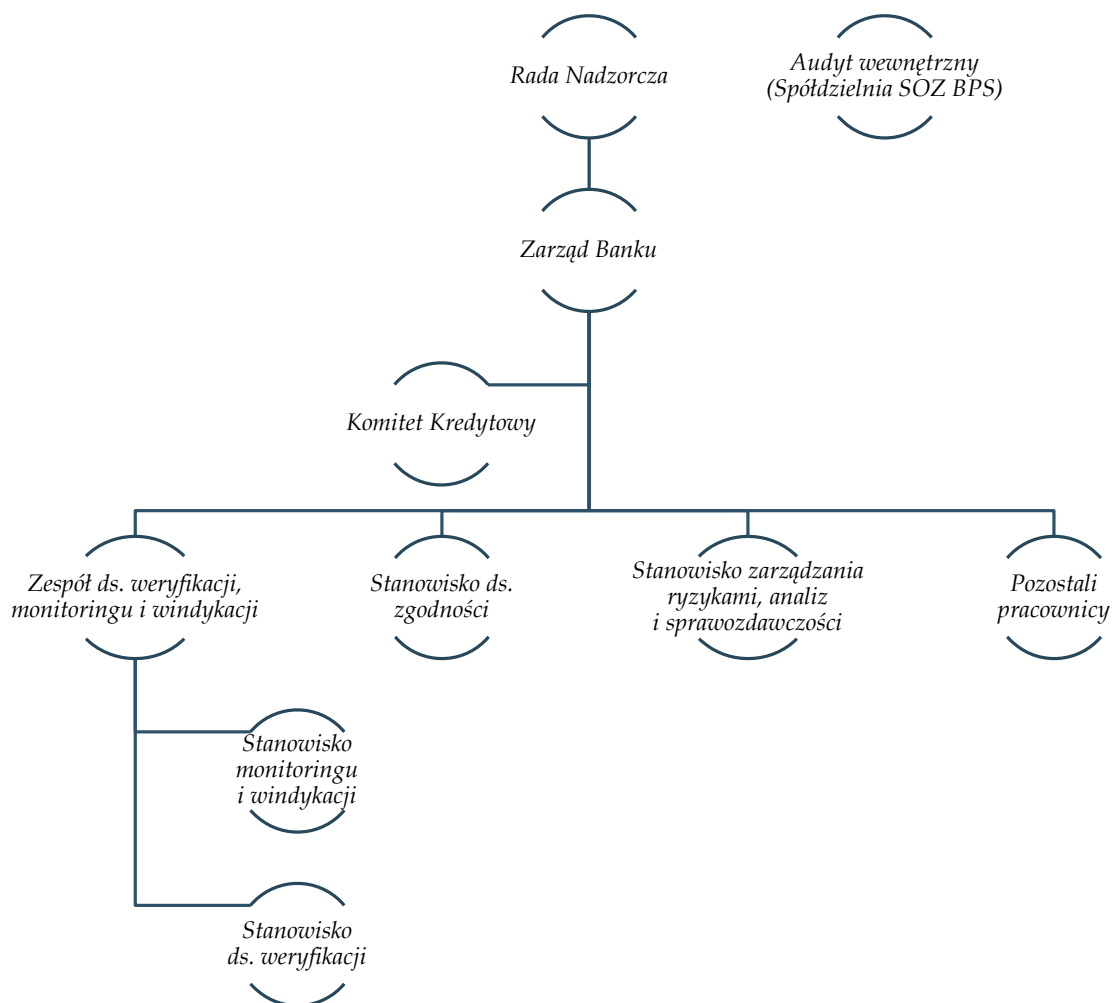 Rada Nadzorcza
Audyt wewnętrzny
(Spółdzielnia SOZ BPS)
Zarząd Banku
Komitet Kredytowy
Zespół ds. weryfikacji,
monitoringu i windykacji
Stanowisko ds.
zgodności
Stanowisko zarządzania
ryzykami, analiz
i sprawozdawczości
Pozostali
pracownicy
Stanowisko
monitoringu
i windykacji
Stanowisko
ds. weryfikacji